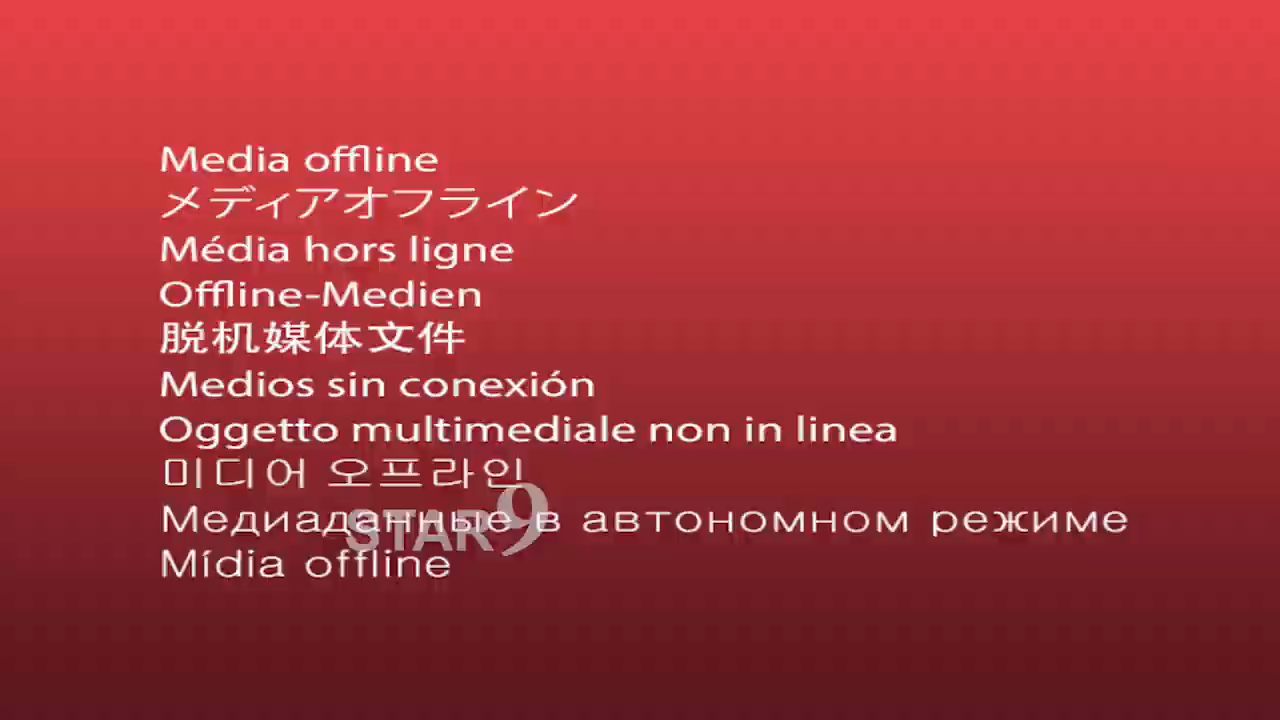 Media offline
メディアオフライン
Média hors ligne
Offline-Medien
脱机媒体文件
Medios sin conexión
Oggetto multimediale non in linea
미디어 오프라인
Медиаданные в автономном режиме
STAR9
Mídia offline